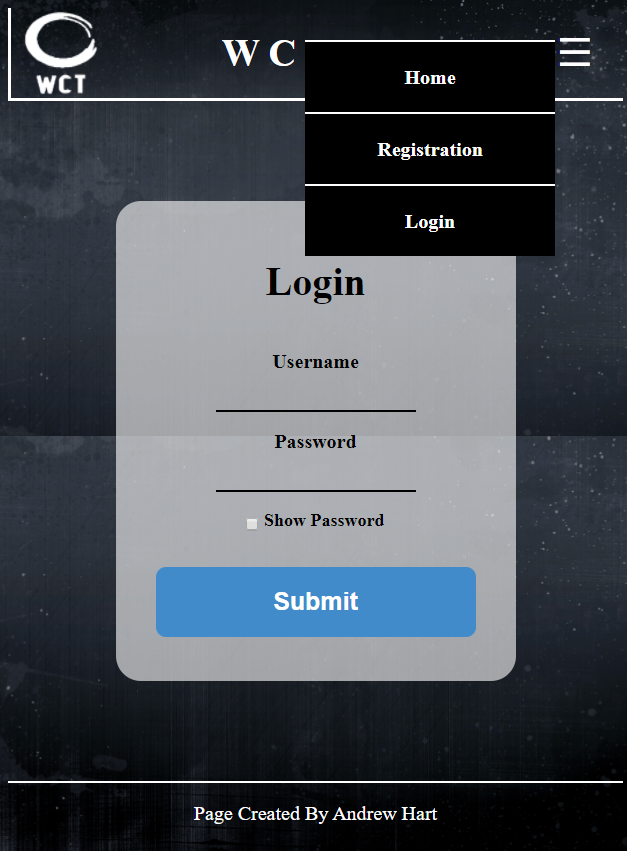 WCT
W C
Home
Registration
Login
Login
Username
Password
Show Password
Submit
Page Created By Andrew Hart